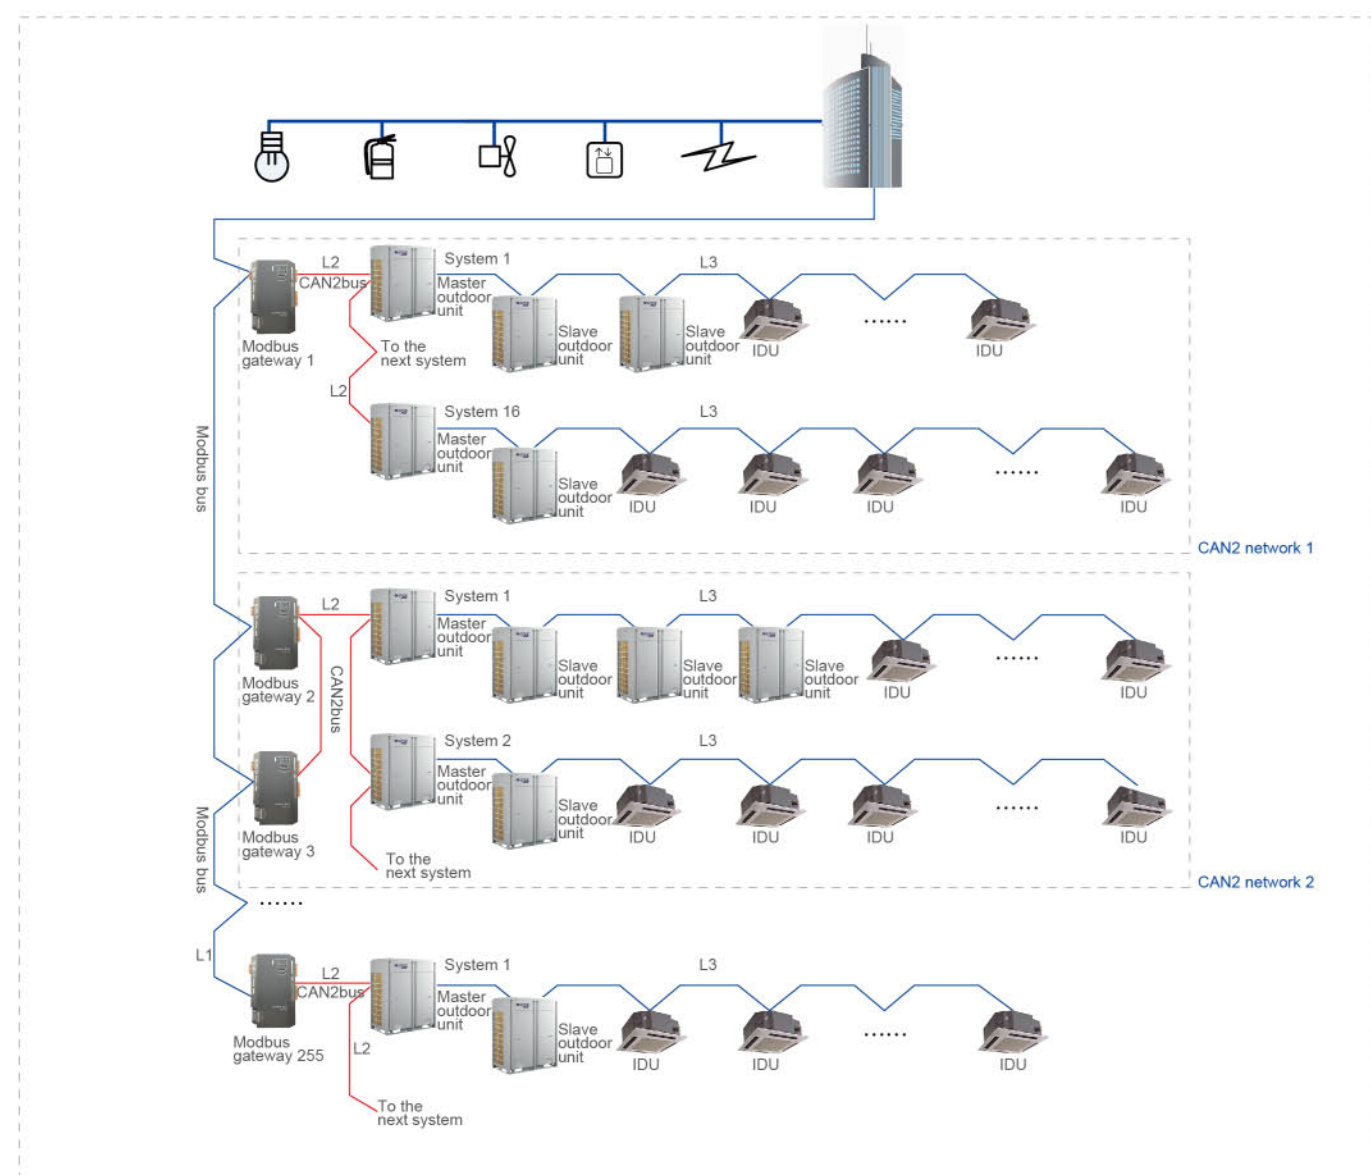 System 1
L2
CAN2bus
L3
Master
outdoor
unit
Slave
outdoor
unit
Slave
outdoor
unit
IDU
......
IDU
Modbus
gateway 1
To the
next system
L2
System 16
L3
Master
outdoor
unit
Slave
outdoor
unit
IDU
IDU
IDU
......
IDU
Modbus bus
CAN2 network 1
L2
System 1
L3
Master
outdoor
unit
Slave
outdoor
unit
Slave
outdoor
unit
Slave
outdoor
unit
IDU
......
IDU
Modbus
gateway 2
CAN2bus
System 2
L3
Master
outdoor
unit
Slave
outdoor
unit
IDU
IDU
IDU
......
IDU
Modbus
gateway 3
Modbus bus
To the
next system
CAN2 network 2
......
L1
L2
CAN2bus
System 1
L3
Master
outdoor
unit
Slave
outdoor
unit
IDU
IDU
......
IDU
Modbus
gateway 255
L2
To the
next system